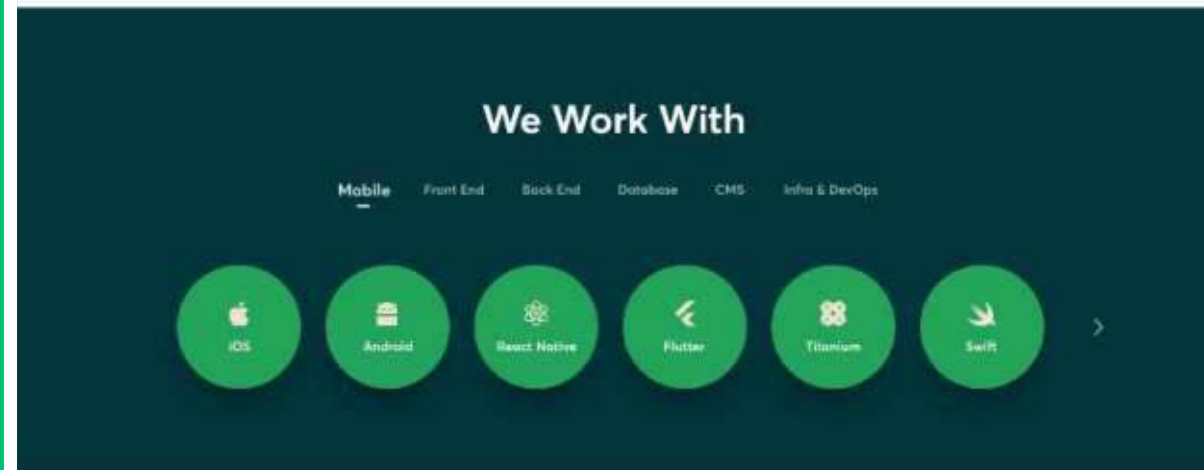 We Work With
Mobile Front End Back End Database CMS Infra & DevOps
iOS Android React Native Flutter Titanium Swift